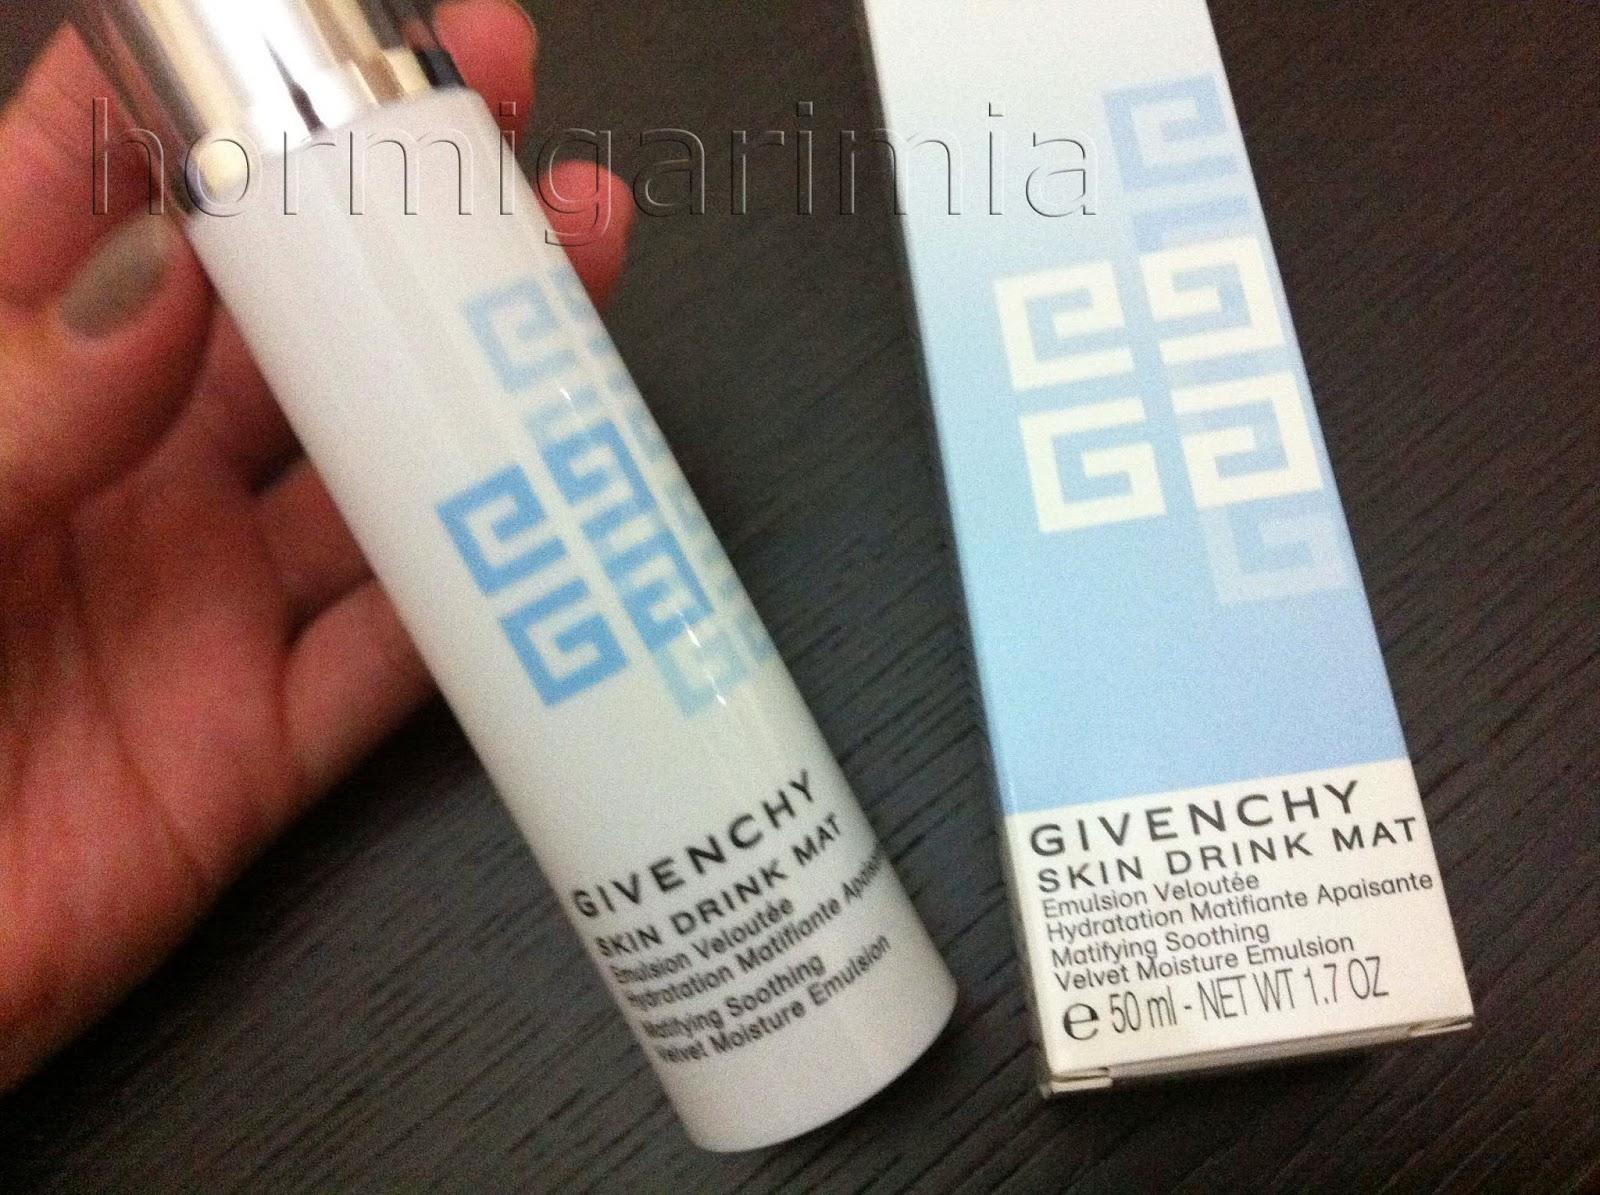 hormigarimia
GIVENCHY
SKIN DRINK MAT
Emulsion Veloutée
Hydratation Matifiante Apaisante
Matifying Soothing
Velvet Moisture Emulsion
GIVENCHY
SKIN DRINK MAT
Emulsion Veloutée
Hydratation Matifiante Apaisante
Matifying Soothing
Velvet Moisture Emulsion
e 50 ml - NET WT 1.7 OZ